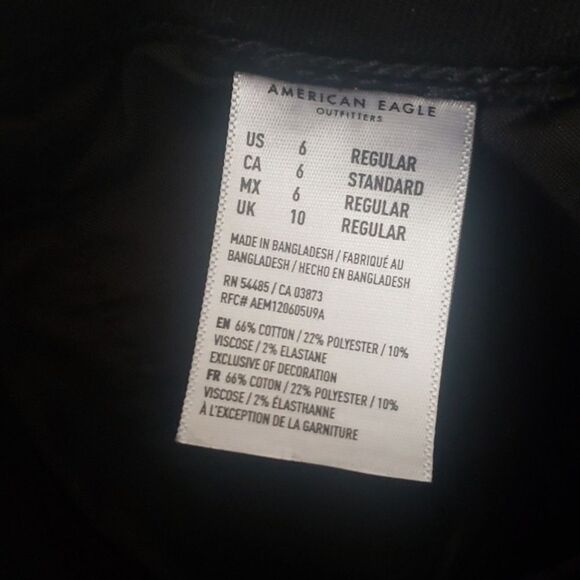 AMERICAN EAGLE
OUTFITTERS
US 6 REGULAR
CA 6 STANDARD
MX 6 REGULAR
UK 10 REGULAR
MADE IN BANGLADESH / FABRIQUÉ AU
BANGLADESH / HECHO EN BANGLADESH
RN 54485 / CA 03873
RFC# AEM120605U9A
EN 66% COTTON / 22% POLYESTER / 10%
VISCOSE / 2% ELASTANE
EXCLUSIVE OF DECORATION
FR 66% COTON / 22% POLYESTER / 10%
VISCOSE / 2% ÉLASTHANNE
À L'EXCEPTION DE LA GARNITURE